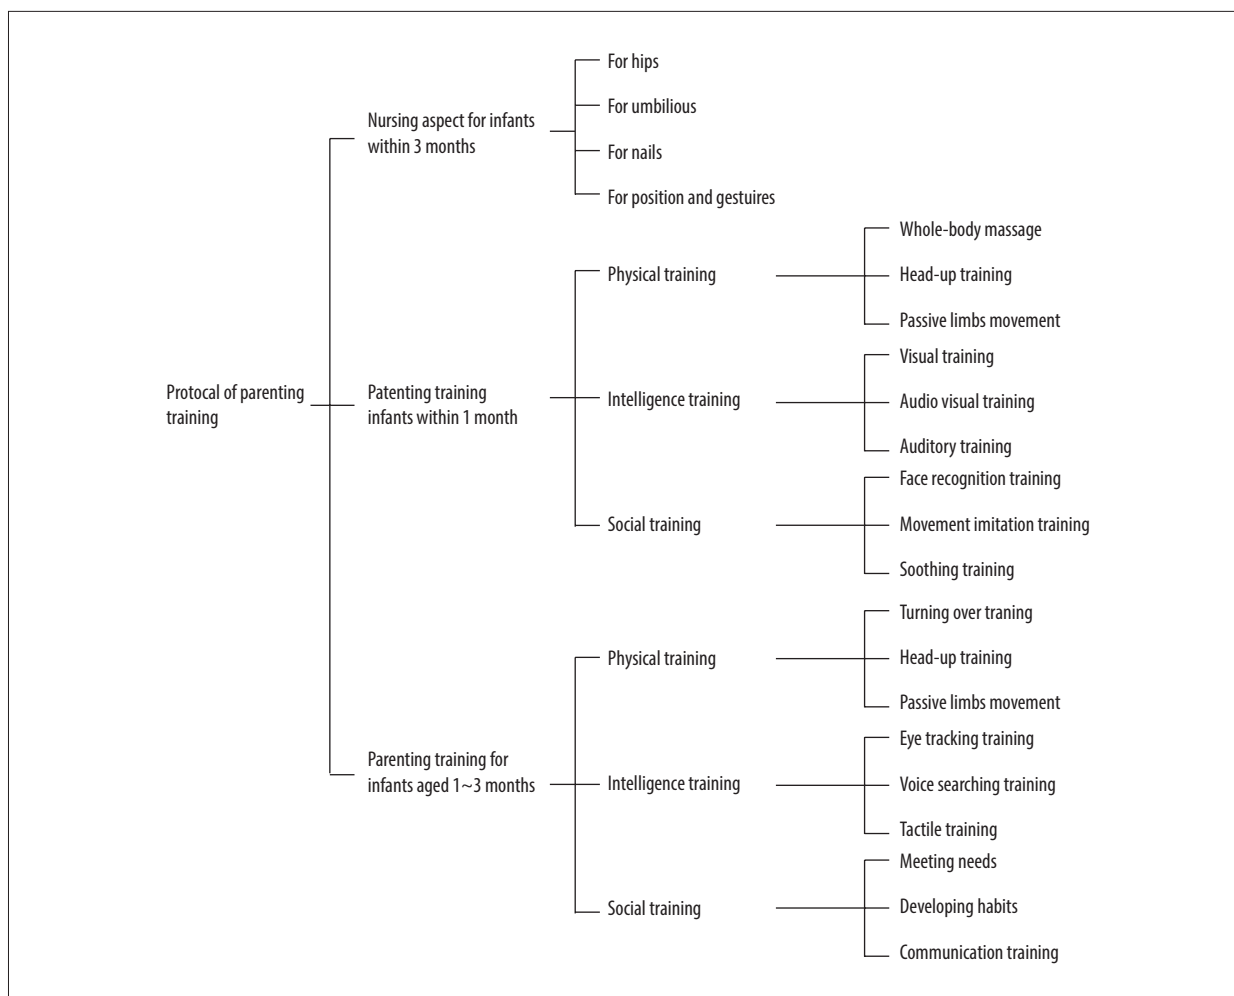 Protocal of parenting
training
Nursing aspect for infants
within 3 months
For hips
For umbilious
For nails
For position and gestuires
Patenting training
infants within 1 month
Physical training
Whole-body massage
Head-up training
Passive limbs movement
Intelligence training
Visual training
Audio visual training
Auditory training
Social training
Face recognition training
Movement imitation training
Soothing training
Parenting training for
infants aged 1~3 months
Physical training
Turning over traning
Head-up training
Passive limbs movement
Intelligence training
Eye tracking training
Voice searching training
Tactile training
Social training
Meeting needs
Developing habits
Communication training